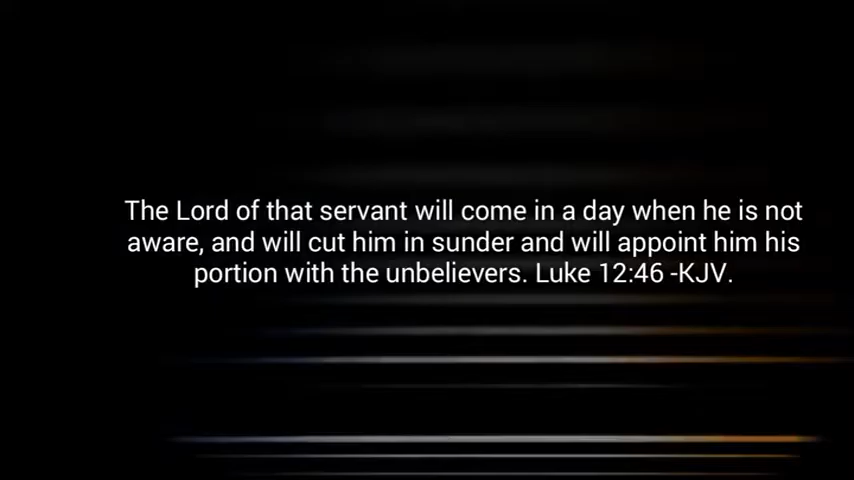 The Lord of that servant will come in a day when he is not
aware, and will cut him in sunder and will appoint him his
portion with the unbelievers. Luke 12:46 -KJV.